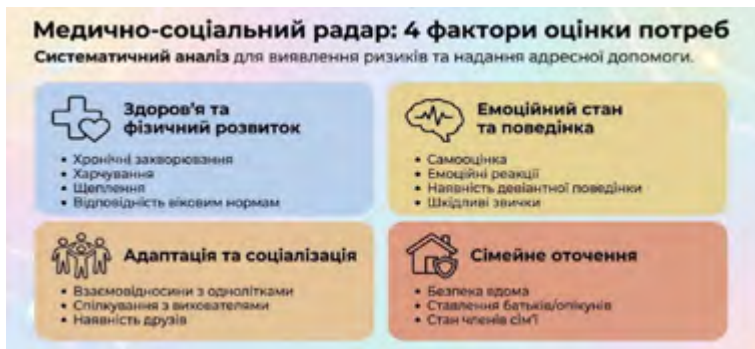 Медично-соціальний радар: 4 фактори оцінки потреб
Систематичний аналіз для виявлення ризиків та надання адресної допомоги.
Здоров'я та
фізичний розвиток
• Хронічні захворювання
• Харчування
• Щеплення
• Відповідність віковим нормам
Емоційний стан
та поведінка
• Самооцінка
• Емоційні реакції
• Наявність девіантної поведінки
• Шкідливі звички
Адаптація та соціалізація
• Взаємовідносини з однолітками
• Спілкування з вихователями
• Наявність друзів
Сімейне оточення
• Безпека вдома
• Ставлення батьків/опікунів
• Стан членів сім'ї